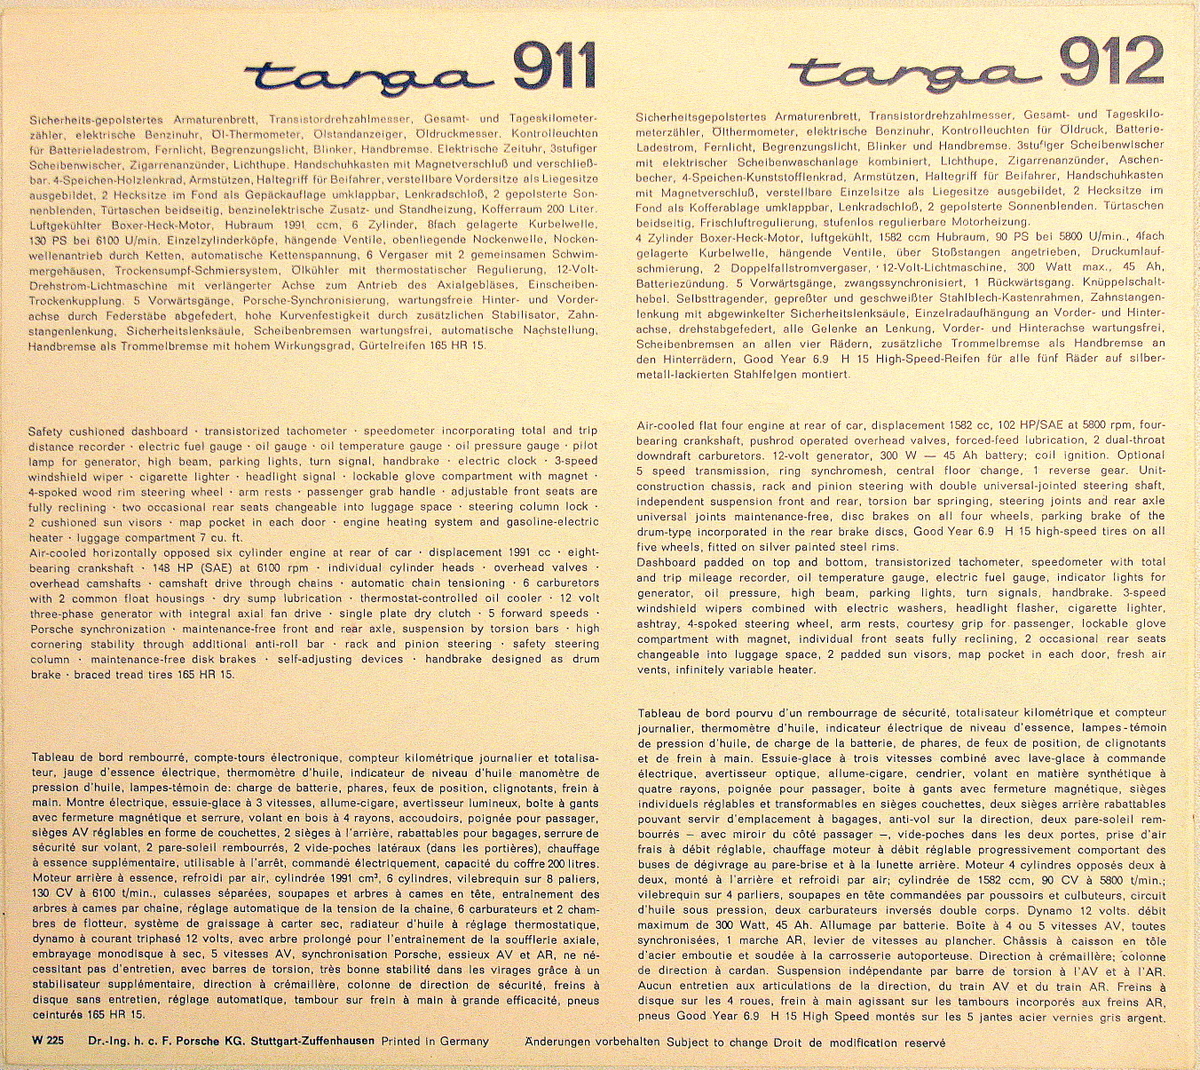 targa 911
Sicherheits-gepolstertes Armaturenbrett, Transistordrehzahlmesser, Gesamt- und Tageskilometer-
zähler, elektrische Benzinuhr, Öl-Thermometer, Ölstandanzeiger, Öldruckmesser. Kontrolleuchten
für Batterieladestrom, Fernlicht, Begrenzungslicht, Blinker, Handbremse. Elektrische Zeituhr, 3stufiger
Scheibenwischer, Zigarrenanzünder, Lichthupe. Handschuhkasten mit Magnetverschluß und verschließ-
bar. 4-Speichen-Holzlenkrad, Armstützen, Haltegriff für Beifahrer, verstellbare Vordersitze als Liegesitze
ausgebildet, 2 Hecksitze im Fond als Gepäckauflage umklappbar, Lenkradschloß, 2 gepolsterte Son-
nenblenden, Türtaschen beidseitig, benzinelektrische Zusatz- und Standheizung, Kofferraum 200 Liter.
Luftgekühlter Boxer-Heck-Motor, Hubraum 1991 ccm, 6 Zylinder, 8fach gelagerte Kurbelwelle,
130 PS bei 6100 U/min. Einzelzylinderköpfe, hängende Ventile, obenliegende Nockenwelle, Nocken-
wellenantrieb durch Ketten, automatische Kettenspannung, 6 Vergaser mit 2 gemeinsamen Schwim-
mergehäusen, Trockensumpf-Schmiersystem, Ölkühler mit thermostatischer Regulierung, 12-Volt-
Drehstrom-Lichtmaschine mit verlängerter Achse zum Antrieb des Axialgebläses, Einscheiben-
Trockenkupplung. 5 Vorwärtsgänge, Porsche-Synchronisierung, wartungsfreie Hinter- und Vorder-
achse durch Federstäbe abgefedert, hohe Kurvenfestigkeit durch zusätzlichen Stabilisator, Zahn-
stangenlenkung, Sicherheitslenksäule, Scheibenbremsen wartungsfrei, automatische Nachstellung,
Handbremse als Trommelbremse mit hohem Wirkungsgrad, Gürtelreifen 165 HR 15.
Safety cushioned dashboard · transistorized tachometer · speedometer incorporating total and trip
distance recorder · electric fuel gauge · oil gauge · oil temperature gauge · oil pressure gauge · pilot
lamp for generator, high beam, parking lights, turn signal, handbrake · electric clock · 3-speed
windshield wiper · cigarette lighter · headlight signal · lockable glove compartment with magnet ·
4-spoked wood rim steering wheel · arm rests · passenger grab handle · adjustable front seats are
fully reclining · two occasional rear seats changeable into luggage space · steering column lock ·
2 cushioned sun visors · map pocket in each door · engine heating system and gasoline-electric
heater · luggage compartment 7 cu. ft.
Air-cooled horizontally opposed six cylinder engine at rear of car · displacement 1991 cc · eight-
bearing crankshaft · 148 HP (SAE) at 6100 rpm · individual cylinder heads · overhead valves ·
overhead camshafts · camshaft drive through chains · automatic chain tensioning · 6 carburetors
with 2 common float housings · dry sump lubrication · thermostat-controlled oil cooler · 12 volt
three-phase generator with integral axial fan drive · single plate dry clutch · 5 forward speeds ·
Porsche synchronization · maintenance-free front and rear axle, suspension by torsion bars · high
cornering stability through additional anti-roll bar · rack and pinion steering · safety steering
column · maintenance-free disk brakes · self-adjusting devices · handbrake designed as drum
brake · braced tread tires 165 HR 15.
Tableau de bord rembourré, compte-tours électronique, compteur kilométrique journalier et totalisa-
teur, jauge d'essence électrique, thermomètre d'huile, indicateur de niveau d'huile manomètre de
pression d'huile, lampes-témoin de: charge de batterie, phares, feux de position, clignotants, frein à
main. Montre électrique, essuie-glace à 3 vitesses, allume-cigare, avertisseur lumineux, boîte à gants
avec fermeture magnétique et serrure, volant en bois à 4 rayons, accoudoirs, poignée pour passager,
sièges AV réglables en forme de couchettes, 2 sièges à l'arrière, rabattables pour bagages, serrure de
sécurité sur volant, 2 pare-soleil rembourrés, 2 vide-poches latéraux (dans les portières), chauffage
à essence supplémentaire, utilisable à l'arrêt, commandé électriquement, capacité du coffre 200 litres.
Moteur arrière à essence, refroidi par air, cylindrée 1991 cm³, 6 cylindres, vilebrequin sur 8 paliers,
130 CV à 6100 t/min., culasses séparées, soupapes et arbres à cames en tête, entraînement des
arbres à cames par chaîne, réglage automatique de la tension de la chaîne, 6 carburateurs et 2 cham-
bres de flotteur, système de graissage à carter sec, radiateur d'huile à réglage thermostatique,
dynamo à courant triphasé 12 volts, avec arbre prolongé pour l'entraînement de la soufflerie axiale,
embrayage monodisque à sec, 5 vitesses AV, synchronisation Porsche, essieux AV et AR, ne né-
cessitant pas d'entretien, avec barres de torsion, très bonne stabilité dans les virages grâce à un
stabilisateur supplémentaire, direction à crémaillère, colonne de direction de sécurité, freins à
disque sans entretien, réglage automatique, tambour sur frein à main à grande efficacité, pneus
ceinturés 165 HR 15.
targa 912
Sicherheitsgepolstertes Armaturenbrett, Transistordrehzahlmesser, Gesamt- und Tageskilo-
meterzähler, Ölthermometer, elektrische Benzinuhr, Kontrolleuchten für Öldruck, Batterie-
Ladestrom, Fernlicht, Begrenzungslicht, Blinker und Handbremse. 3stufiger Scheibenwischer
mit elektrischer Scheibenwaschanlage kombiniert, Lichthupe, Zigarrenanzünder, Aschen-
becher, 4-Speichen-Kunststofflenkrad, Armstützen, Haltegriff für Beifahrer, Handschuhkasten
mit Magnetverschluß, verstellbare Einzelsitze als Liegesitze ausgebildet, 2 Hecksitze im
Fond als Kofferablage umklappbar, Lenkradschloß, 2 gepolsterte Sonnenblenden. Türtaschen
beidseitig, Frischluftregulierung, stufenlos regulierbare Motorheizung.
4 Zylinder Boxer-Heck-Motor, luftgekühlt, 1582 ccm Hubraum, 90 PS bei 5800 U/min., 4fach
gelagerte Kurbelwelle, hängende Ventile, über Stoßstangen angetrieben, Druckumlauf-
schmierung, 2 Doppelfallstromvergaser, 12-Volt-Lichtmaschine, 300 Watt max., 45 Ah,
Batteriezündung. 5 Vorwärtsgänge, zwangssynchronisiert, 1 Rückwärtsgang. Knüppelschalt-
hebel. Selbsttragender, gepreßter und geschweißter Stahlblech-Kastenrahmen, Zahnstangen-
lenkung mit abgewinkelter Sicherheitslenksäule, Einzelradaufhängung an Vorder- und Hinter-
achse, drehstabgefedert, alle Gelenke an Lenkung, Vorder- und Hinterachse wartungsfrei,
Scheibenbremsen an allen vier Rädern, zusätzliche Trommelbremse als Handbremse an
den Hinterrädern, Good Year 6.9 H 15 High-Speed-Reifen für alle fünf Räder auf silber-
metall-lackierten Stahlfelgen montiert.
Air-cooled flat four engine at rear of car, displacement 1582 cc, 102 HP/SAE at 5800 rpm, four-
bearing crankshaft, pushrod operated overhead valves, forced-feed lubrication, 2 dual-throat
downdraft carburetors. 12-volt generator, 300 W — 45 Ah battery; coil ignition. Optional
5 speed transmission, ring synchromesh, central floor change, 1 reverse gear. Unit-
construction chassis, rack and pinion steering with double universal-jointed steering shaft,
independent suspension front and rear, torsion bar springing, steering joints and rear axle
universal joints maintenance-free, disc brakes on all four wheels, parking brake of the
drum-type incorporated in the rear brake discs, Good Year 6.9 H 15 high-speed tires on all
five wheels, fitted on silver painted steel rims.
Dashboard padded on top and bottom, transistorized tachometer, speedometer with total
and trip mileage recorder, oil temperature gauge, electric fuel gauge, indicator lights for
generator, oil pressure, high beam, parking lights, turn signals, handbrake. 3-speed
windshield wipers combined with electric washers, headlight flasher, cigarette lighter,
ashtray, 4-spoked steering wheel, arm rests, courtesy grip for passenger, lockable glove
compartment with magnet, individual front seats fully reclining, 2 occasional rear seats
changeable into luggage space, 2 padded sun visors, map pocket in each door, fresh air
vents, infinitely variable heater.
Tableau de bord pourvu d'un rembourrage de sécurité, totalisateur kilométrique et compteur
journalier, thermomètre d'huile, indicateur électrique de niveau d'essence, lampes-témoin
de pression d'huile, de charge de la batterie, de phares, de feux de position, de clignotants
et de frein à main. Essuie-glace à trois vitesses combiné avec lave-glace à commande
électrique, avertisseur optique, allume-cigare, cendrier, volant en matière synthétique à
quatre rayons, poignée pour passager, boîte à gants avec fermeture magnétique, sièges
individuels réglables et transformables en sièges couchettes, deux sièges arrière rabattables
pouvant servir d'emplacement à bagages, anti-vol sur la direction, deux pare-soleil rem-
bourrés – avec miroir du côté passager –, vide-poches dans les deux portes, prise d'air
frais à débit réglable, chauffage moteur à débit réglable progressivement comportant des
buses de dégivrage au pare-brise et à la lunette arrière. Moteur 4 cylindres opposés deux à
deux, monté à l'arrière et refroidi par air; cylindrée de 1582 ccm, 90 CV à 5800 t/min.;
vilebrequin sur 4 parliers, soupapes en tête commandées par poussoirs et culbuteurs, circuit
d'huile sous pression, deux carburateurs inversés double corps. Dynamo 12 volts. débit
maximum de 300 Watt, 45 Ah. Allumage par batterie. Boîte à 4 ou 5 vitesses AV, toutes
synchronisées, 1 marche AR, levier de vitesses au plancher. Châssis à caisson en tôle
d'acier emboutie et soudée à la carrosserie autoporteuse. Direction à crémaillère; colonne
de direction à cardan. Suspension indépendante par barre de torsion à l'AV et à l'AR.
Aucun entretien aux articulations de la direction, du train AV et du train AR. Freins à
disque sur les 4 roues, frein à main agissant sur les tambours incorporés aux freins AR,
pneus Good Year 6.9 H 15 High Speed montés sur les 5 jantes acier vernies gris argent.
W 225 Dr.-Ing. h. c. F. Porsche KG. Stuttgart-Zuffenhausen Printed in Germany Änderungen vorbehalten Subject to change Droit de modification reservé